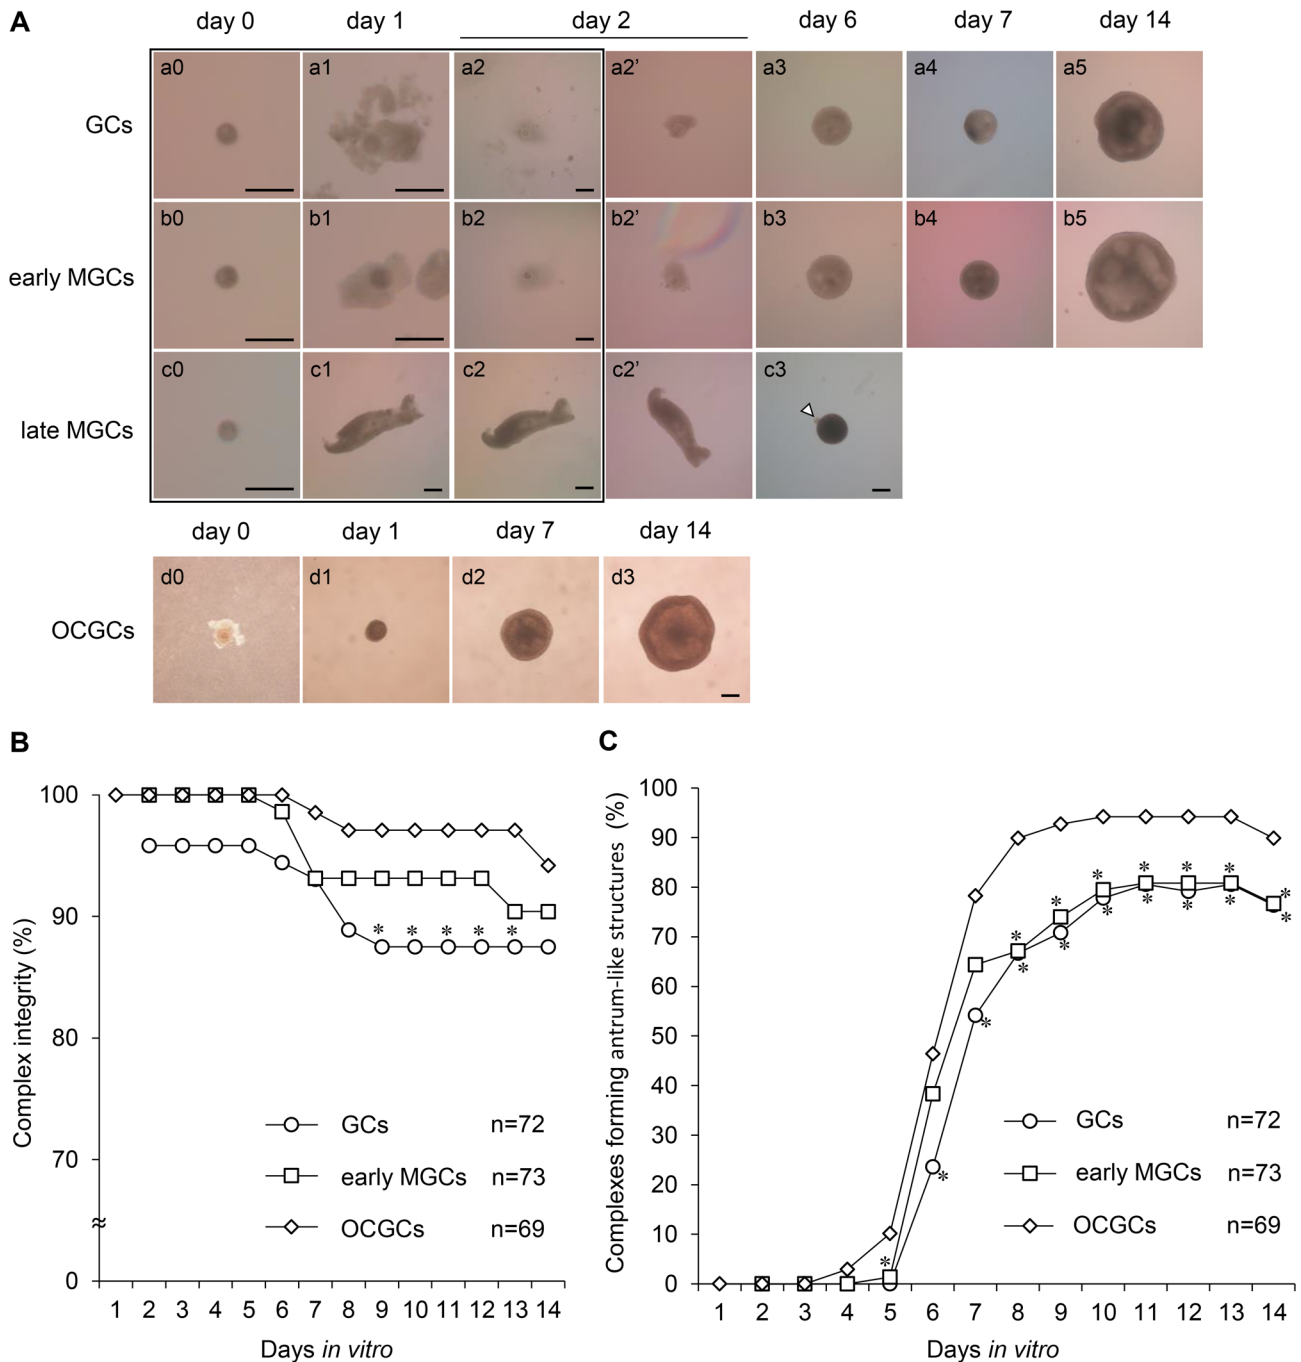 A
day 0 day 1 day 2 day 6 day 7 day 14
GCs
a0 a1 a2 a2’ a3 a4 a5
early MGCs
b0 b1 b2 b2’ b3 b4 b5
late MGCs
c0 c1 c2 c2’ c3
day 0 day 1 day 7 day 14
OCGCs
d0 d1 d2 d3
B
Complex integrity (%)
100
90
80
70
≈
0
* * * * *
GCs n=72
early MGCs n=73
OCGCs n=69
1 2 3 4 5 6 7 8 9 10 11 12 13 14
Days in vitro
C
Complexes forming antrum-like structures (%)
100
90
80
70
60
50
40
30
20
10
0
* * * * * * * *
* * * * * * * * *
GCs n=72
early MGCs n=73
OCGCs n=69
1 2 3 4 5 6 7 8 9 10 11 12 13 14
Days in vitro